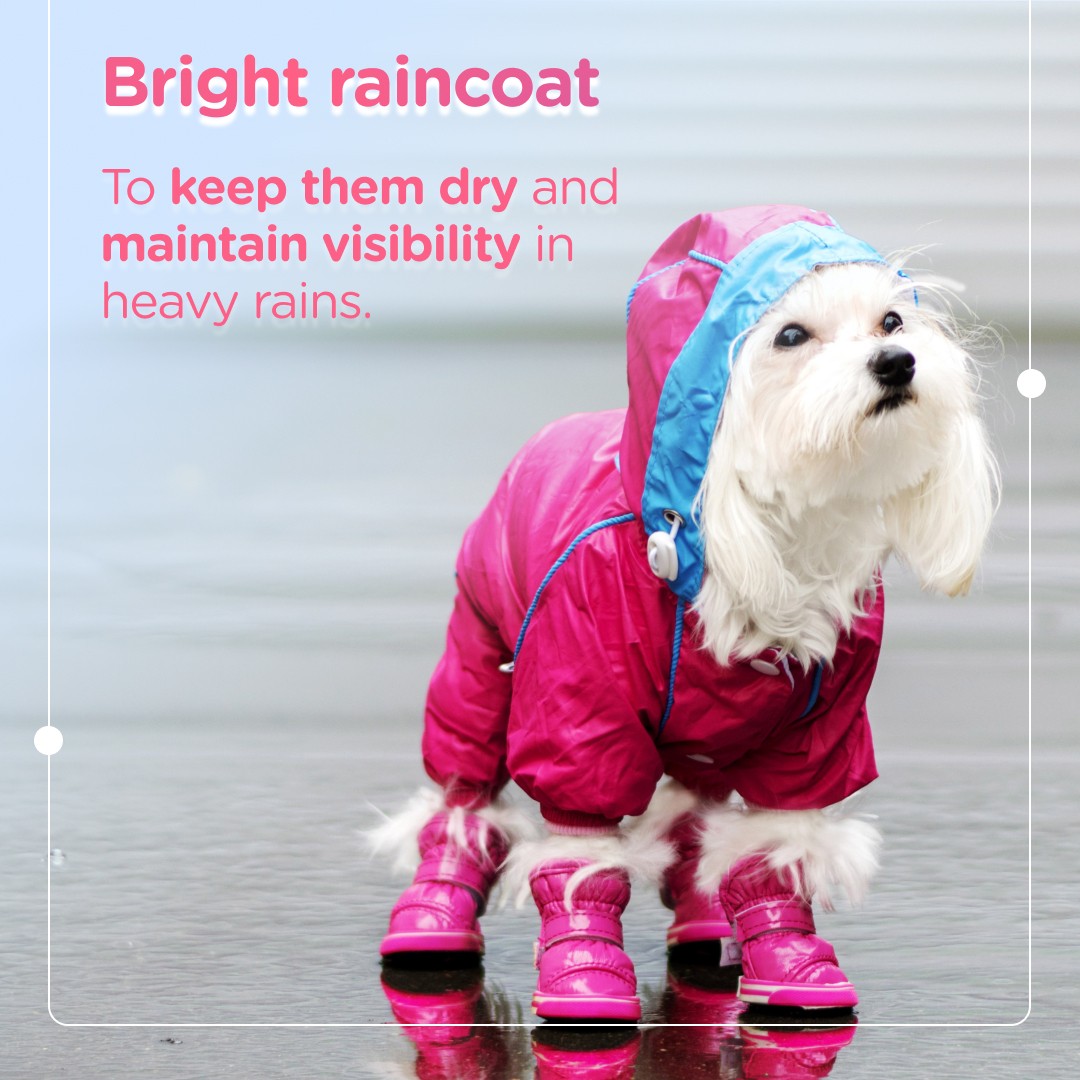 Bright raincoat
To keep them dry and
maintain visibility in
heavy rains.